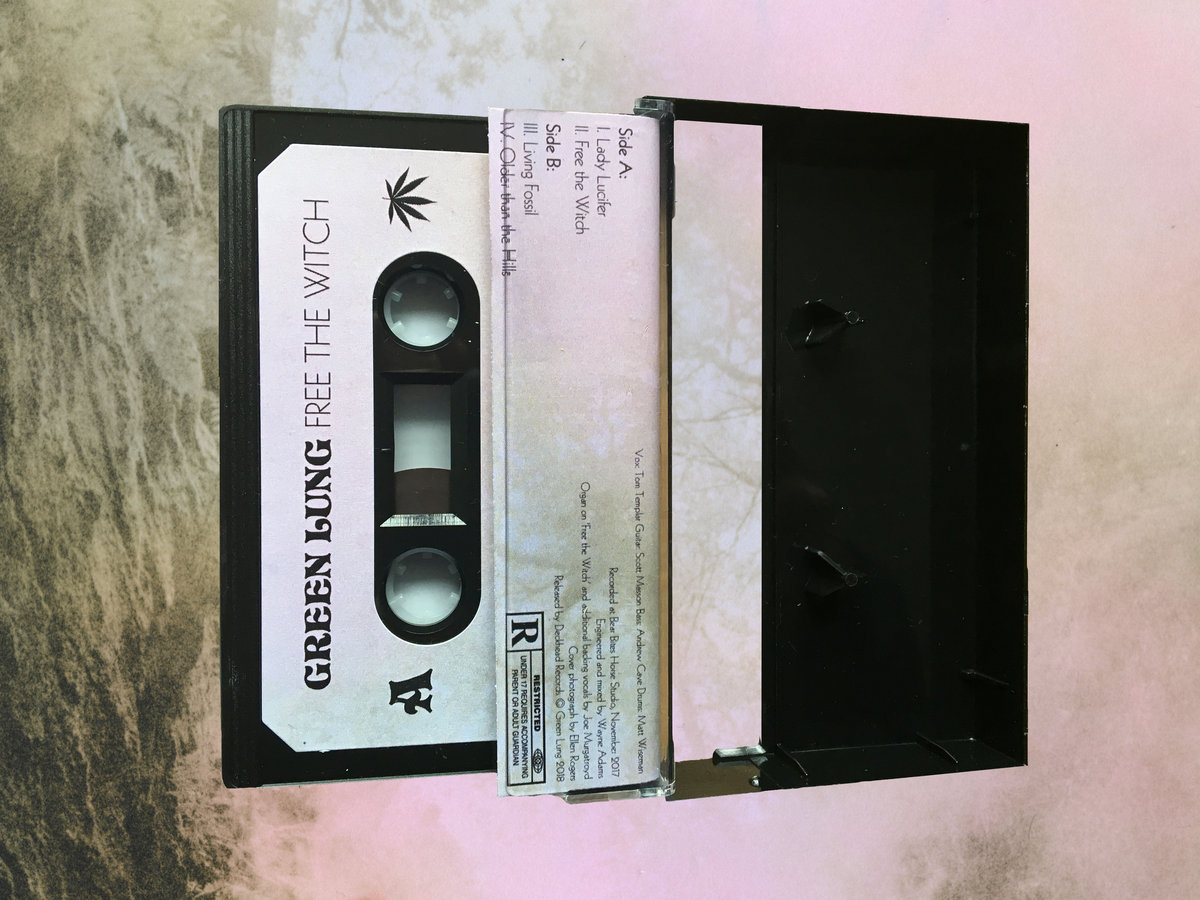 GREEN LUNG FREE THE WITCH
A
Side A:
I. Lady Lucifer
II. Free the Witch
Side B:
III. Living Fossil
IV. Older than the Hills
Vox: Tom Templar Guitar: Scott Masson Bass: Andrew Cave Drums: Matt Wiseman
Recorded at Bear Bites Horse Studio, November 2017
Engineered and mixed by Wayne Adams
Organ on 'Free the Witch' and additional backing vocals by Joe Murgatroyd
Cover photograph by Ellen Rogers
Released by Deckhead Records © Green Lung 2018
R
RESTRICTED
UNDER 17 REQUIRES ACCOMPANYING
PARENT OR ADULT GUARDIAN